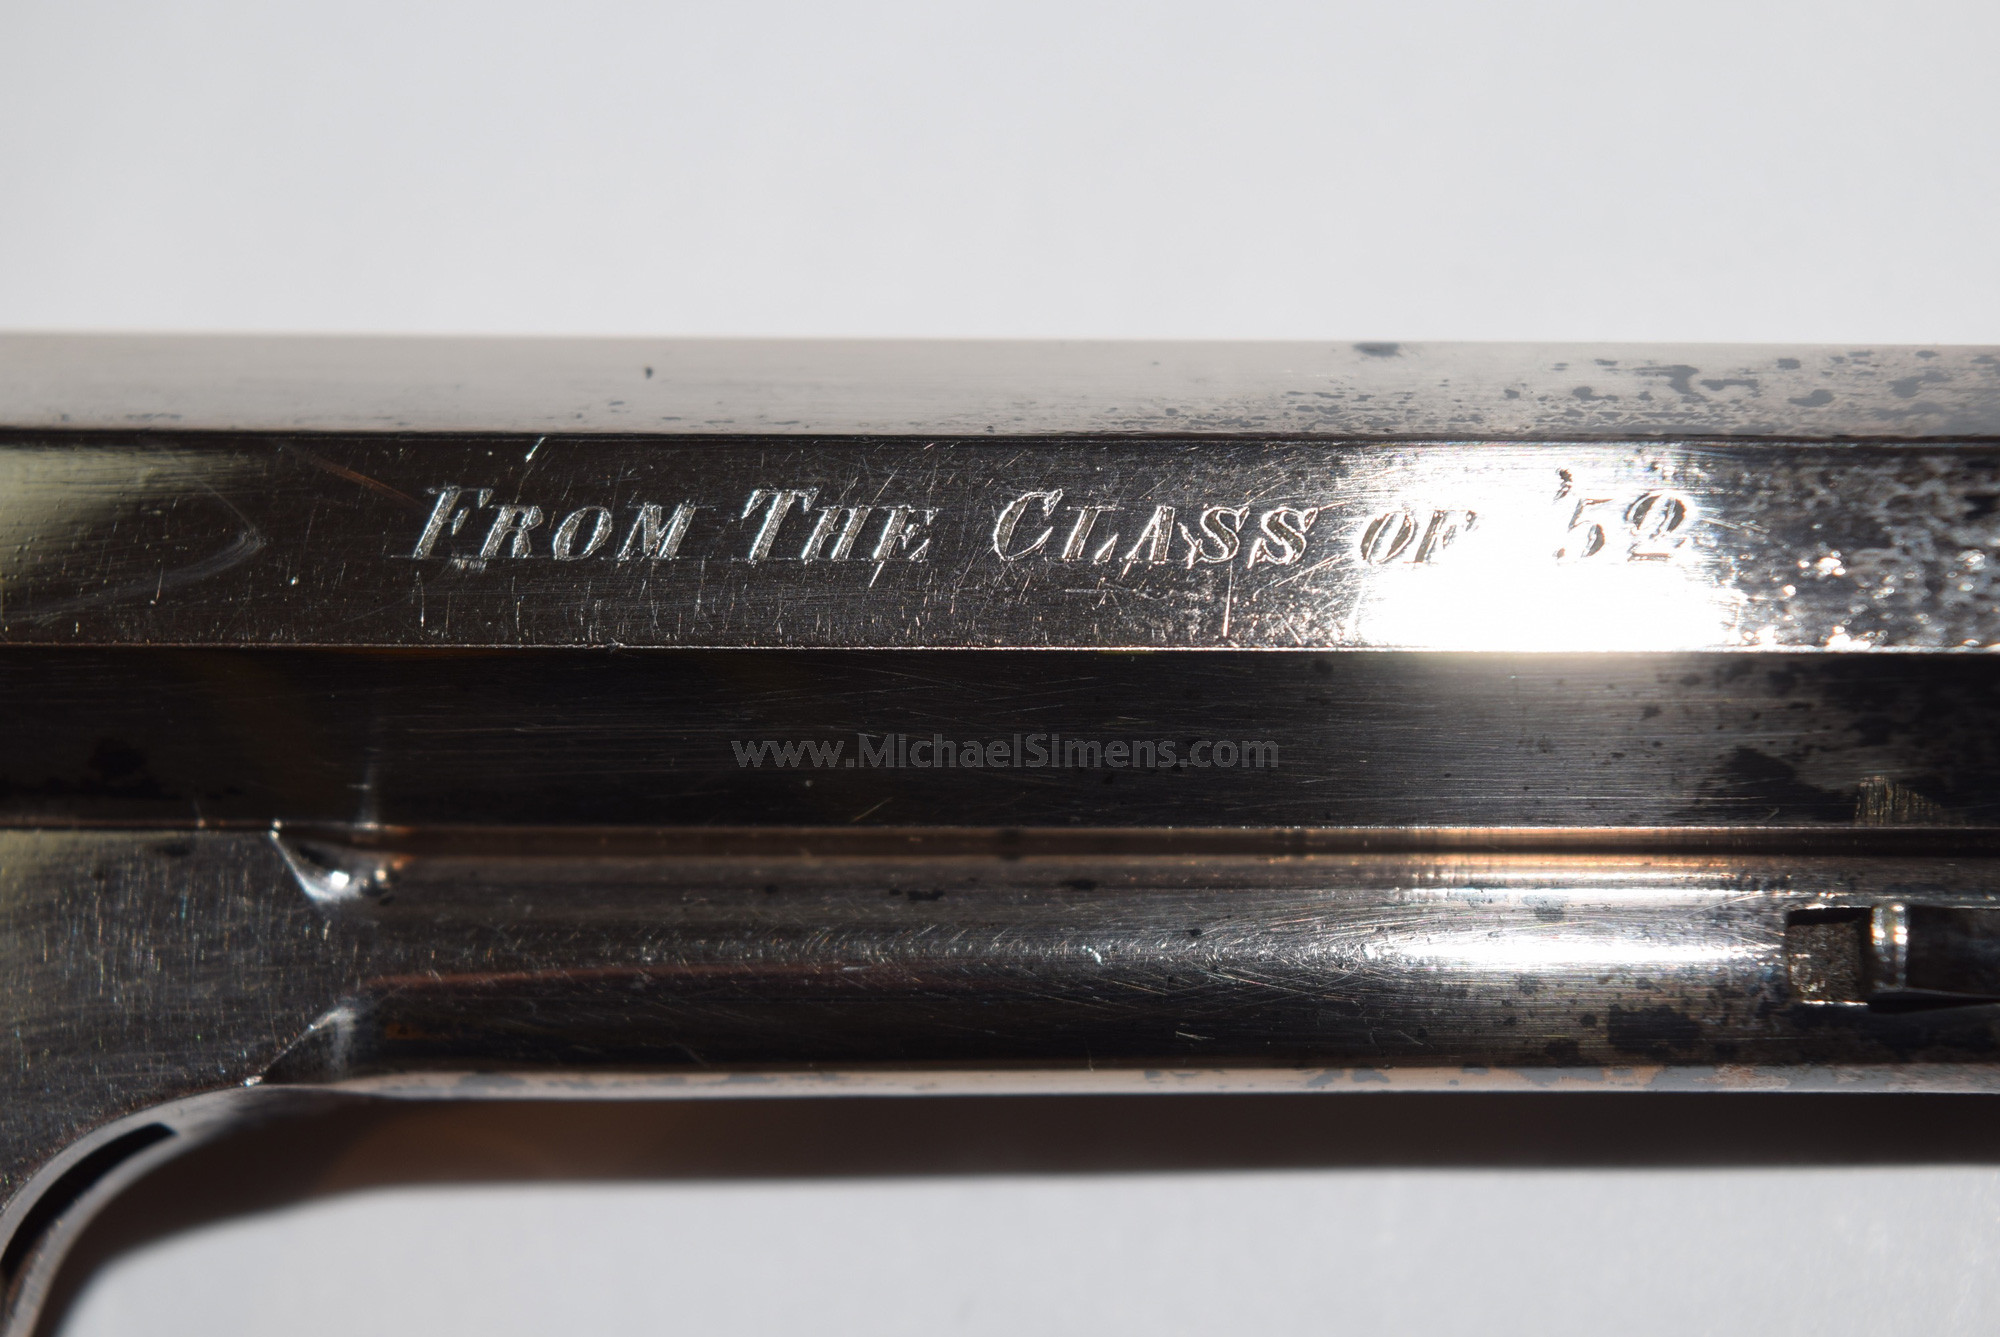 From The Class of '52
www.MichaelSimens.com